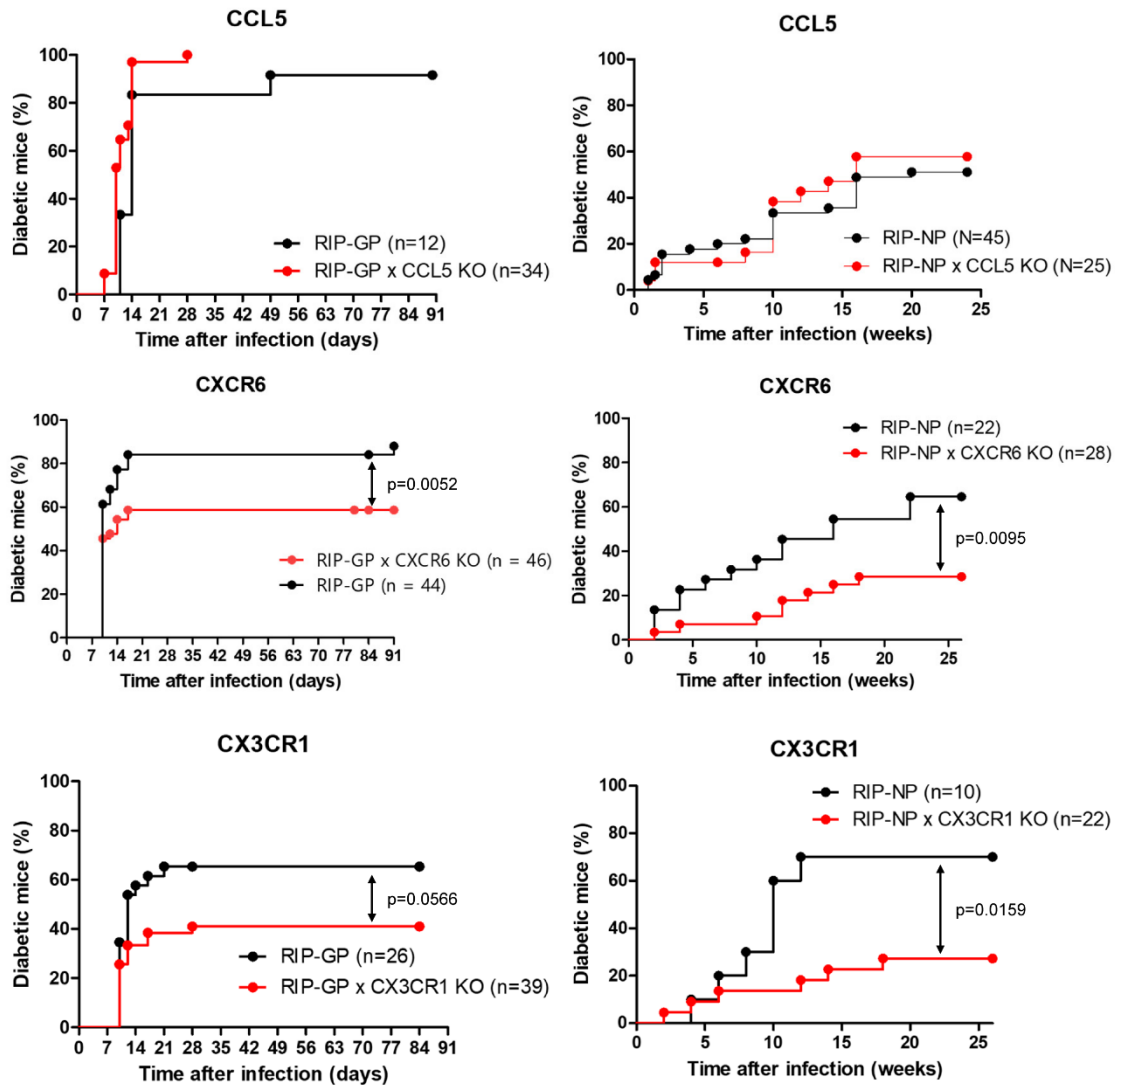 CCL5
Diabetic mice (%)
100
80
60
40
20
0
RIP-GP (n=12)
RIP-GP x CCL5 KO (n=34)
0 7 14 21 28 35 42 49 56 63 70 77 84 91
Time after infection (days)
CCL5
Diabetic mice (%)
100
80
60
40
20
0
RIP-NP (N=45)
RIP-NP x CCL5 KO (N=25)
0 5 10 15 20 25
Time after infection (weeks)
CXCR6
Diabetic mice (%)
100
80
60
40
20
0
p=0.0052
RIP-GP x CXCR6 KO (n = 46)
RIP-GP (n = 44)
0 7 14 21 28 35 42 49 56 63 70 77 84 91
Time after infection (days)
CXCR6
Diabetic mice (%)
100
80
60
40
20
0
RIP-NP (n=22)
RIP-NP x CXCR6 KO (n=28)
p=0.0095
0 5 10 15 20 25
Time after infection (weeks)
CX3CR1
Diabetic mice (%)
100
80
60
40
20
0
p=0.0566
RIP-GP (n=26)
RIP-GP x CX3CR1 KO (n=39)
0 7 14 21 28 35 42 49 56 63 70 77 84 91
Time after infection (days)
CX3CR1
Diabetic mice (%)
100
80
60
40
20
0
RIP-NP (n=10)
RIP-NP x CX3CR1 KO (n=22)
p=0.0159
0 5 10 15 20 25
Time after infection (weeks)